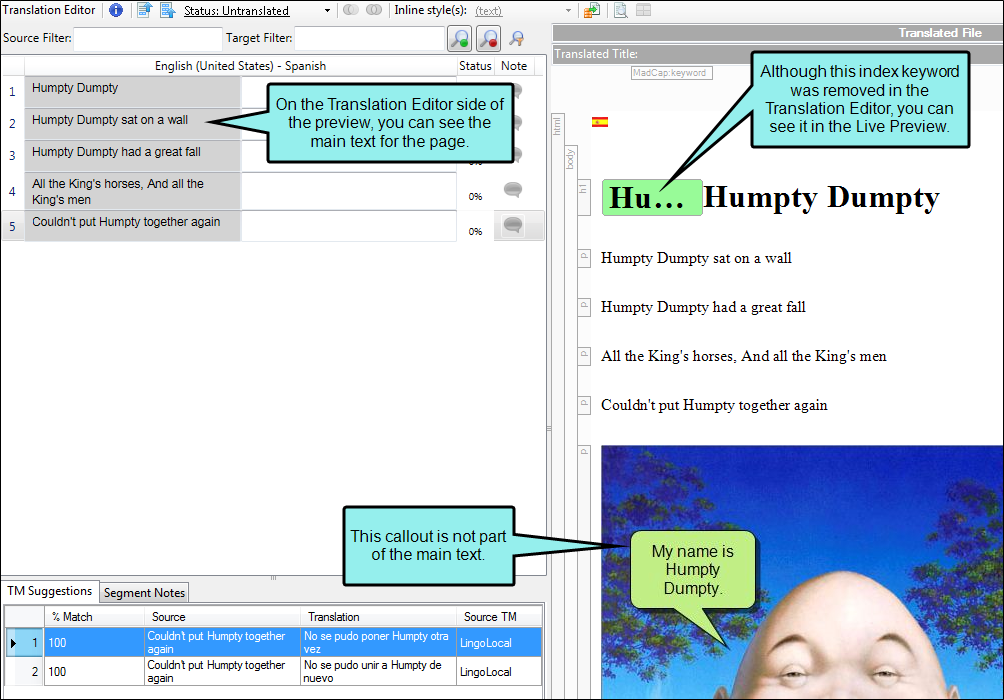 Translation Editor Status: Untranslated Inline style(s): (text)
Source Filter: Target Filter:
English (United States) - Spanish Status Note
1 Humpty Dumpty
2 Humpty Dumpty sat on a wall
3 Humpty Dumpty had a great fall
0%
4 All the King's horses, And all the
King's men
0%
5 Couldn't put Humpty together again
0%
On the Translation Editor side of
the preview, you can see the
main text for the page.
Translated File
Translated Title:
MadCap:keyword
Although this index keyword
was removed in the
Translation Editor, you can
see it in the Live Preview.
html
body
h1
Hu... Humpty Dumpty
p
Humpty Dumpty sat on a wall
p
Humpty Dumpty had a great fall
p
All the King's horses, And all the King's men
p
Couldn't put Humpty together again
p
This callout is not part
of the main text.
My name is
Humpty
Dumpty.
TM Suggestions Segment Notes
% Match Source Translation Source TM
1 100 Couldn't put Humpty together No se pudo poner Humpty otra LingoLocal
again vez
2 100 Couldn't put Humpty together No se pudo unir a Humpty de LingoLocal
again nuevo